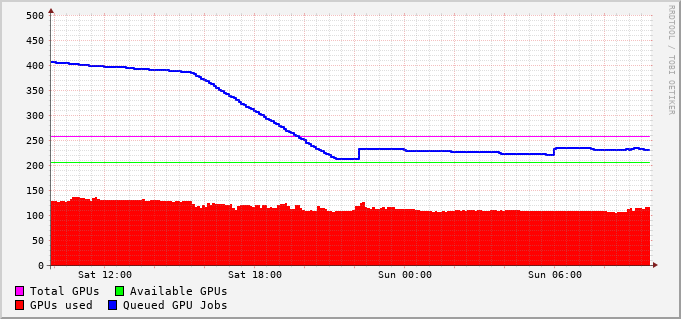 500
450
400
350
300
250
200
150
100
50
0
Sat 12:00 Sat 18:00 Sun 00:00 Sun 06:00
Total GPUs Available GPUs
GPUs used Queued GPU Jobs
RRDTOOL / TOBI OETIKER